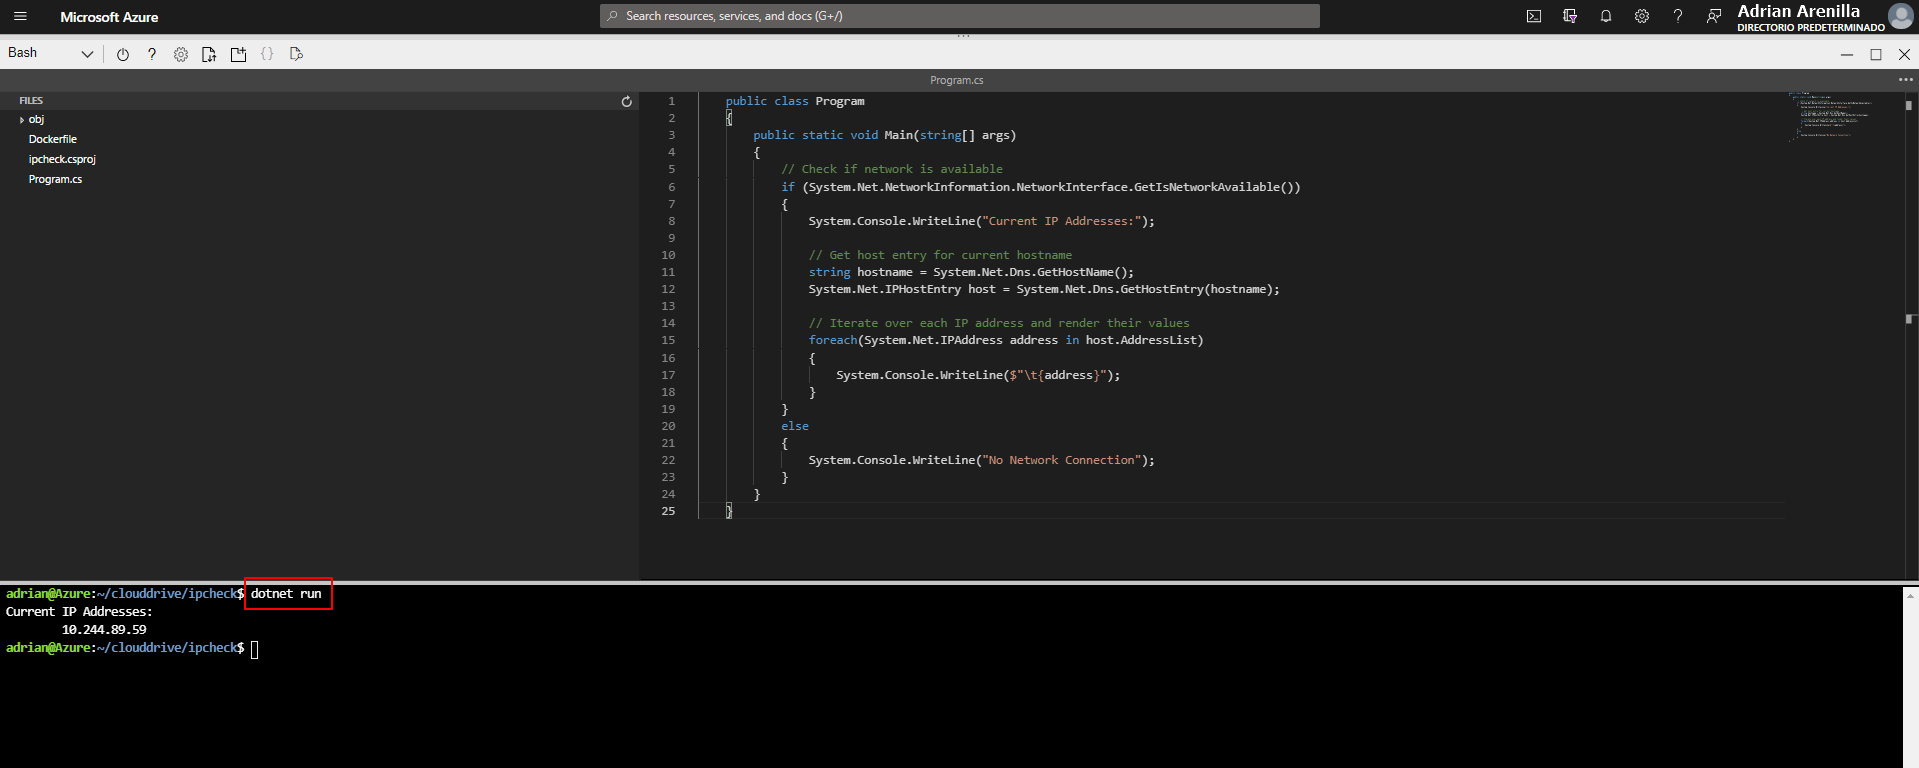 Microsoft Azure
Search resources, services, and docs (G+/)
Adrian Arenilla
DIRECTORIO PREDETERMINADO
Bash
Program.cs
FILES
obj
Dockerfile
ipcheck.csproj
Program.cs
1 public class Program
2 {
3 public static void Main(string[] args)
4 {
5 // Check if network is available
6 if (System.Net.NetworkInformation.NetworkInterface.GetIsNetworkAvailable())
7 {
8 System.Console.WriteLine("Current IP Addresses:");
9
10 // Get host entry for current hostname
11 string hostname = System.Net.Dns.GetHostName();
12 System.Net.IPHostEntry host = System.Net.Dns.GetHostEntry(hostname);
13
14 // Iterate over each IP address and render their values
15 foreach(System.Net.IPAddress address in host.AddressList)
16 {
17 System.Console.WriteLine($"\t{address}");
18 }
19 }
20 else
21 {
22 System.Console.WriteLine("No Network Connection");
23 }
24 }
25 }
adrian@Azure:~/clouddrive/ipcheck$ dotnet run
Current IP Addresses:
10.244.89.59
adrian@Azure:~/clouddrive/ipcheck$